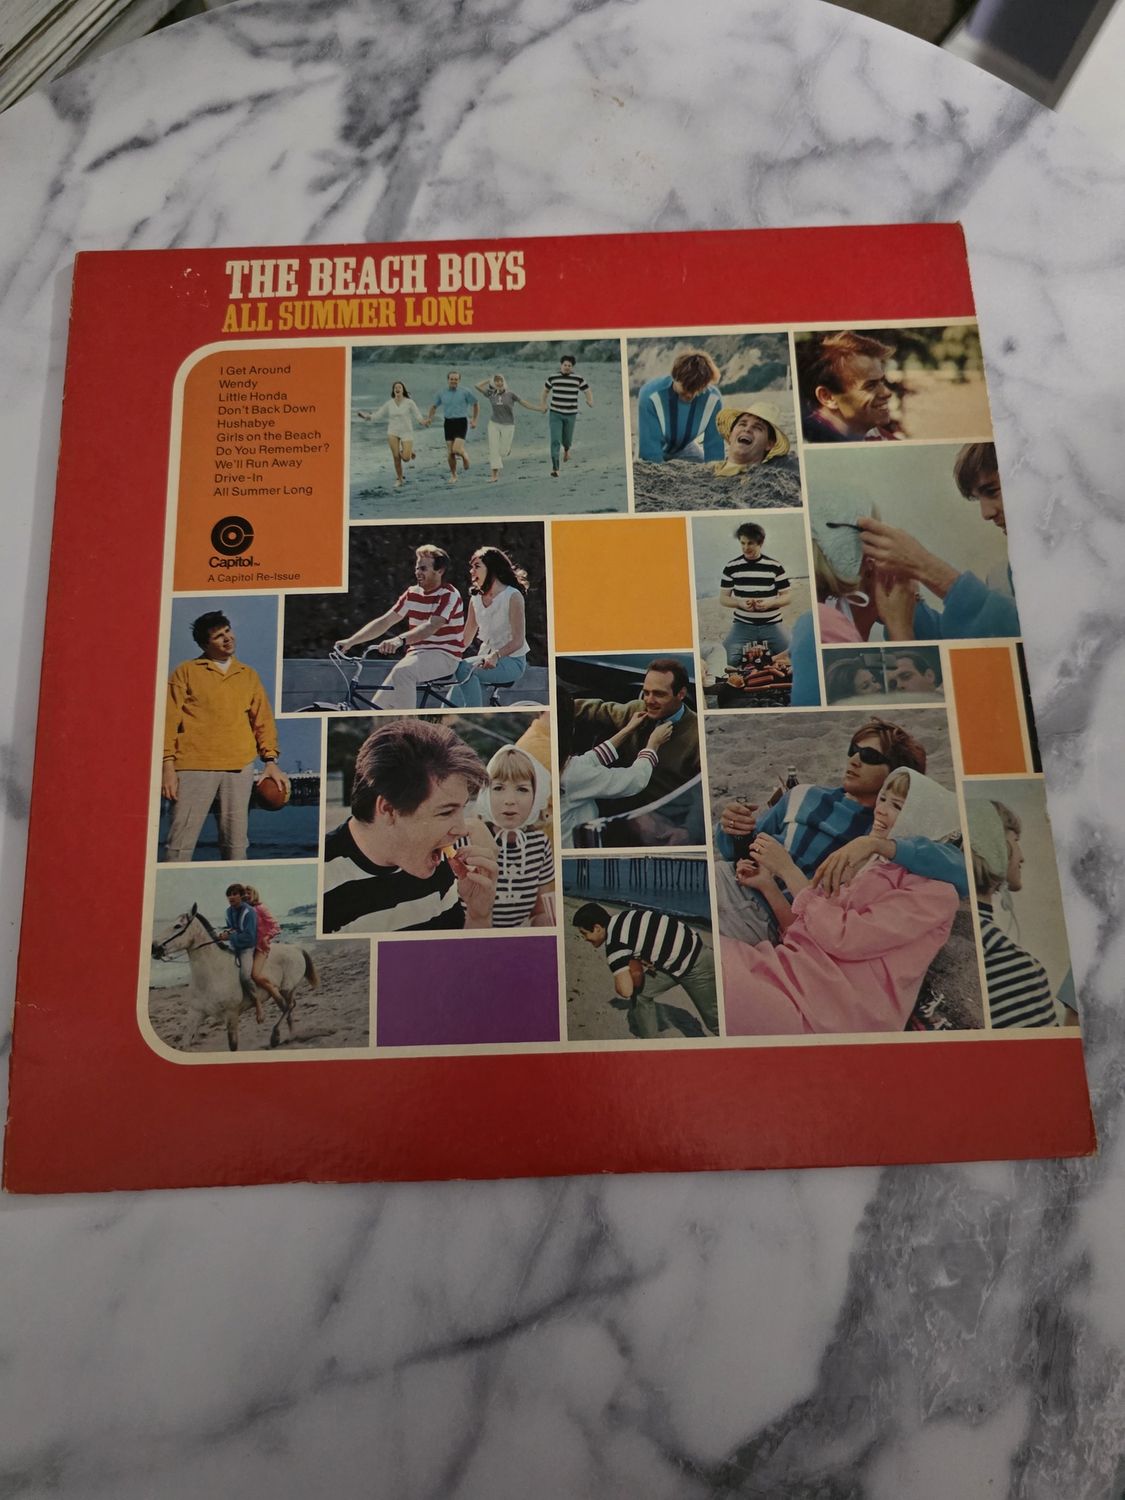 THE BEACH BOYS
ALL SUMMER LONG
I Get Around
Wendy
Little Honda
Don't Back Down
Hushabye
Girls on the Beach
Do You Remember?
We'll Run Away
Drive-In
All Summer Long
Capitol™
A Capitol Re-Issue